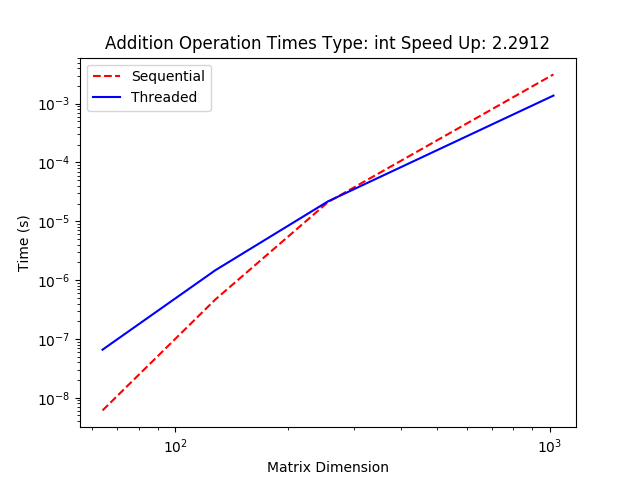 Addition Operation Times Type: int Speed Up: 2.2912
Sequential
Threaded
10⁻³
10⁻⁴
10⁻⁵
10⁻⁶
10⁻⁷
10⁻⁸
Time (s)
10² 10³
Matrix Dimension